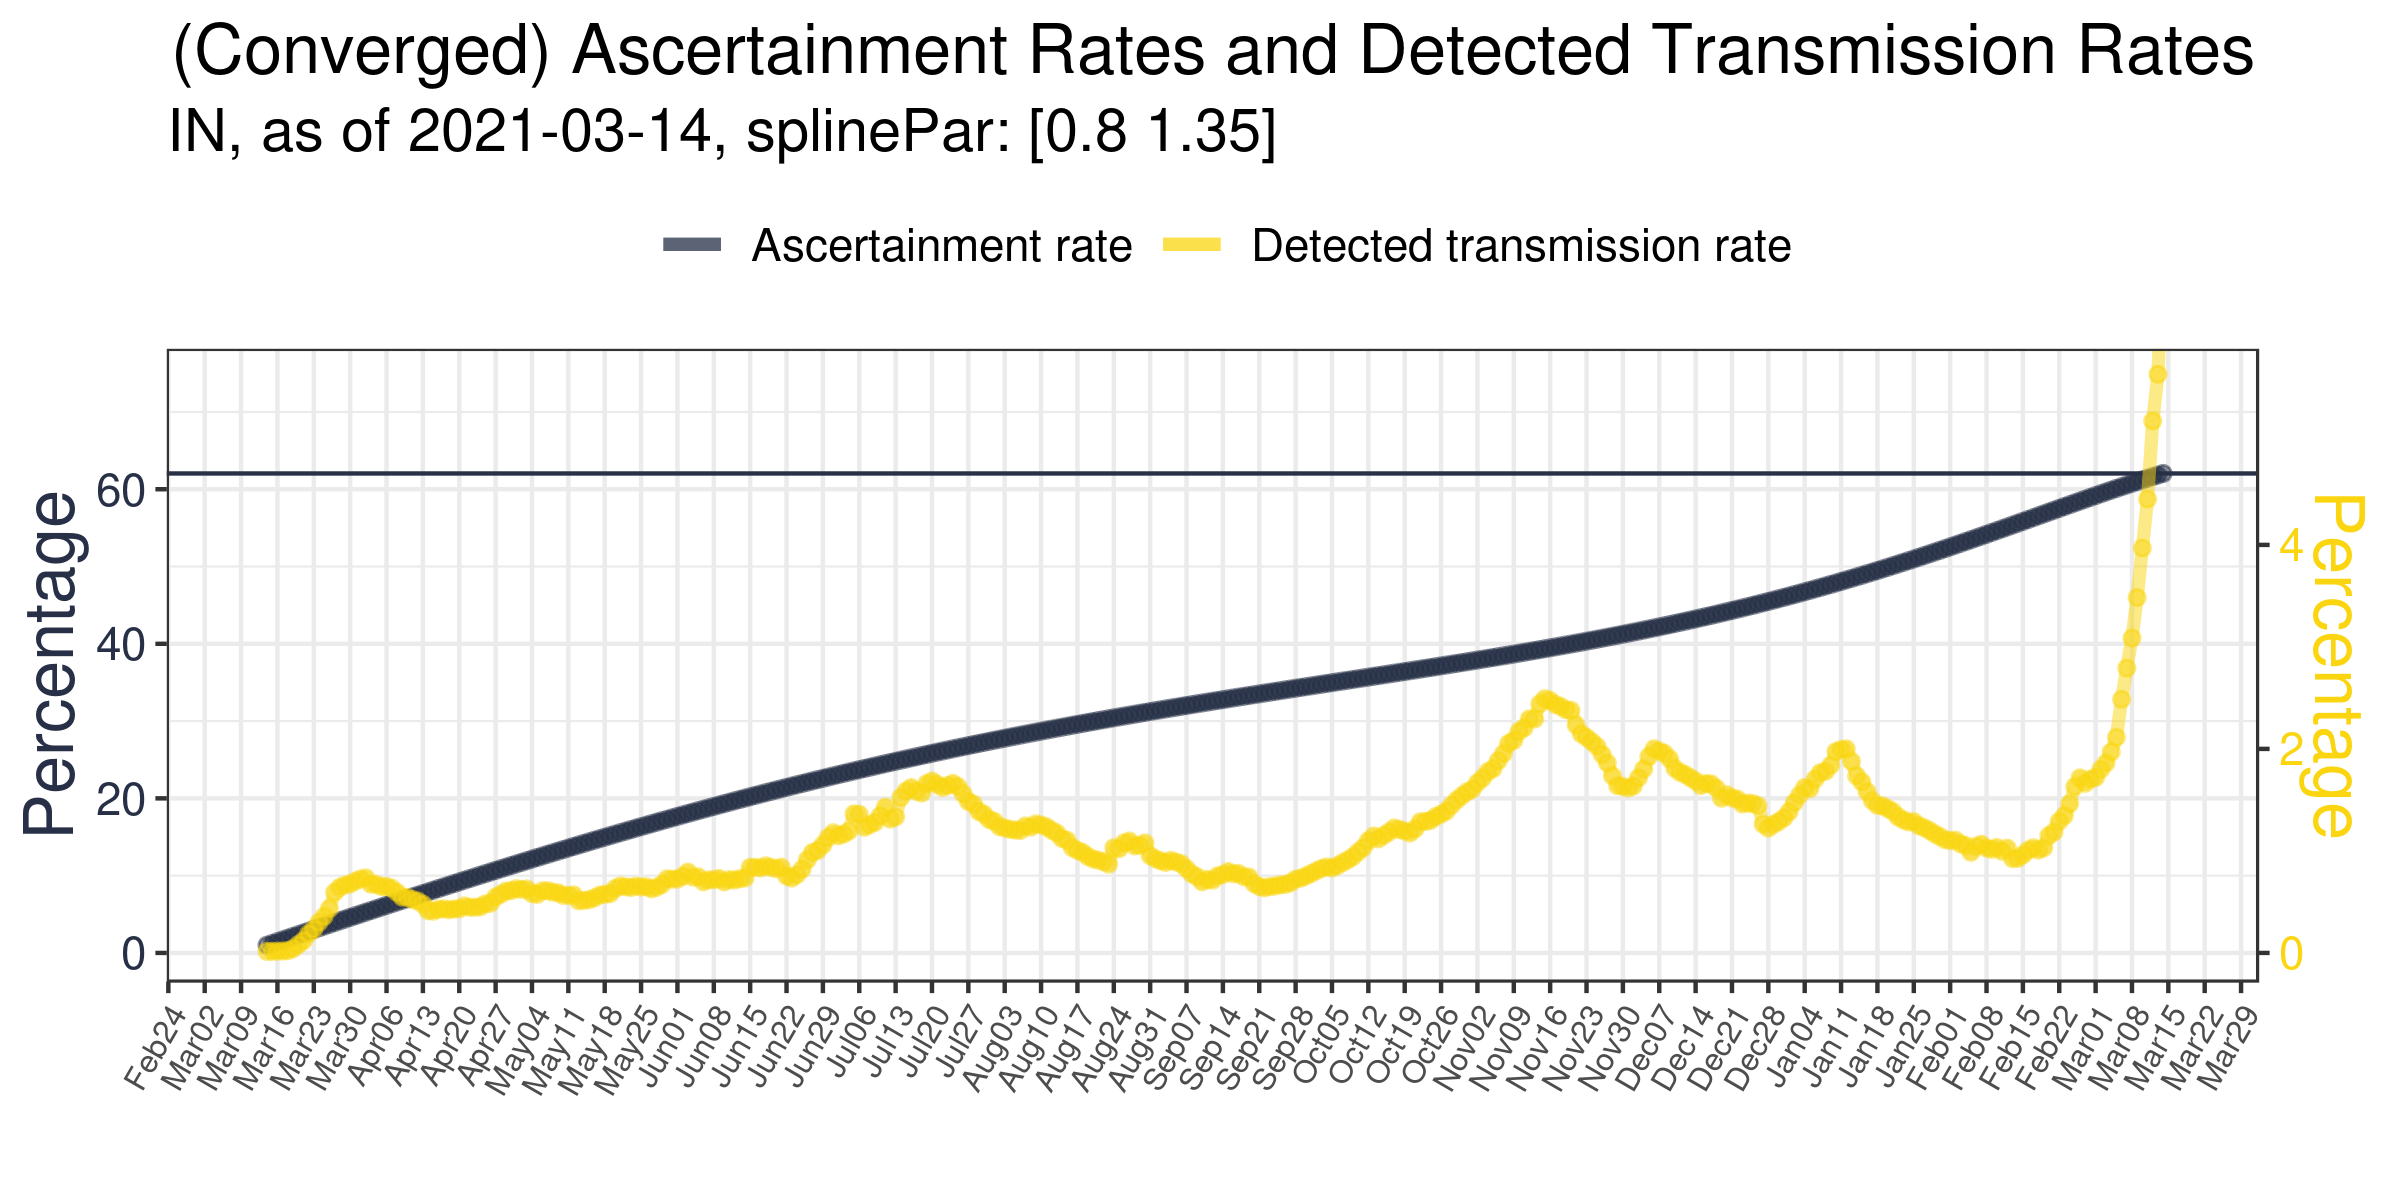 (Converged) Ascertainment Rates and Detected Transmission Rates
IN, as of 2021-03-14, splinePar: [0.8 1.35]
Ascertainment rate Detected transmission rate
Percentage
60
40
20
0
4
2
0
Percentage
Feb24 Mar02 Mar09 Mar16 Mar23 Mar30 Apr06 Apr13 Apr20 Apr27 May04 May11 May18 May25 Jun01 Jun08 Jun15 Jun22 Jun29 Jul06 Jul13 Jul20 Jul27 Aug03 Aug10 Aug17 Aug24 Aug31 Sep07 Sep14 Sep21 Sep28 Oct05 Oct12 Oct19 Oct26 Nov02 Nov09 Nov16 Nov23 Nov30 Dec07 Dec14 Dec21 Dec28 Jan04 Jan11 Jan18 Jan25 Feb01 Feb08 Feb15 Feb22 Mar01 Mar08 Mar15 Mar22 Mar29